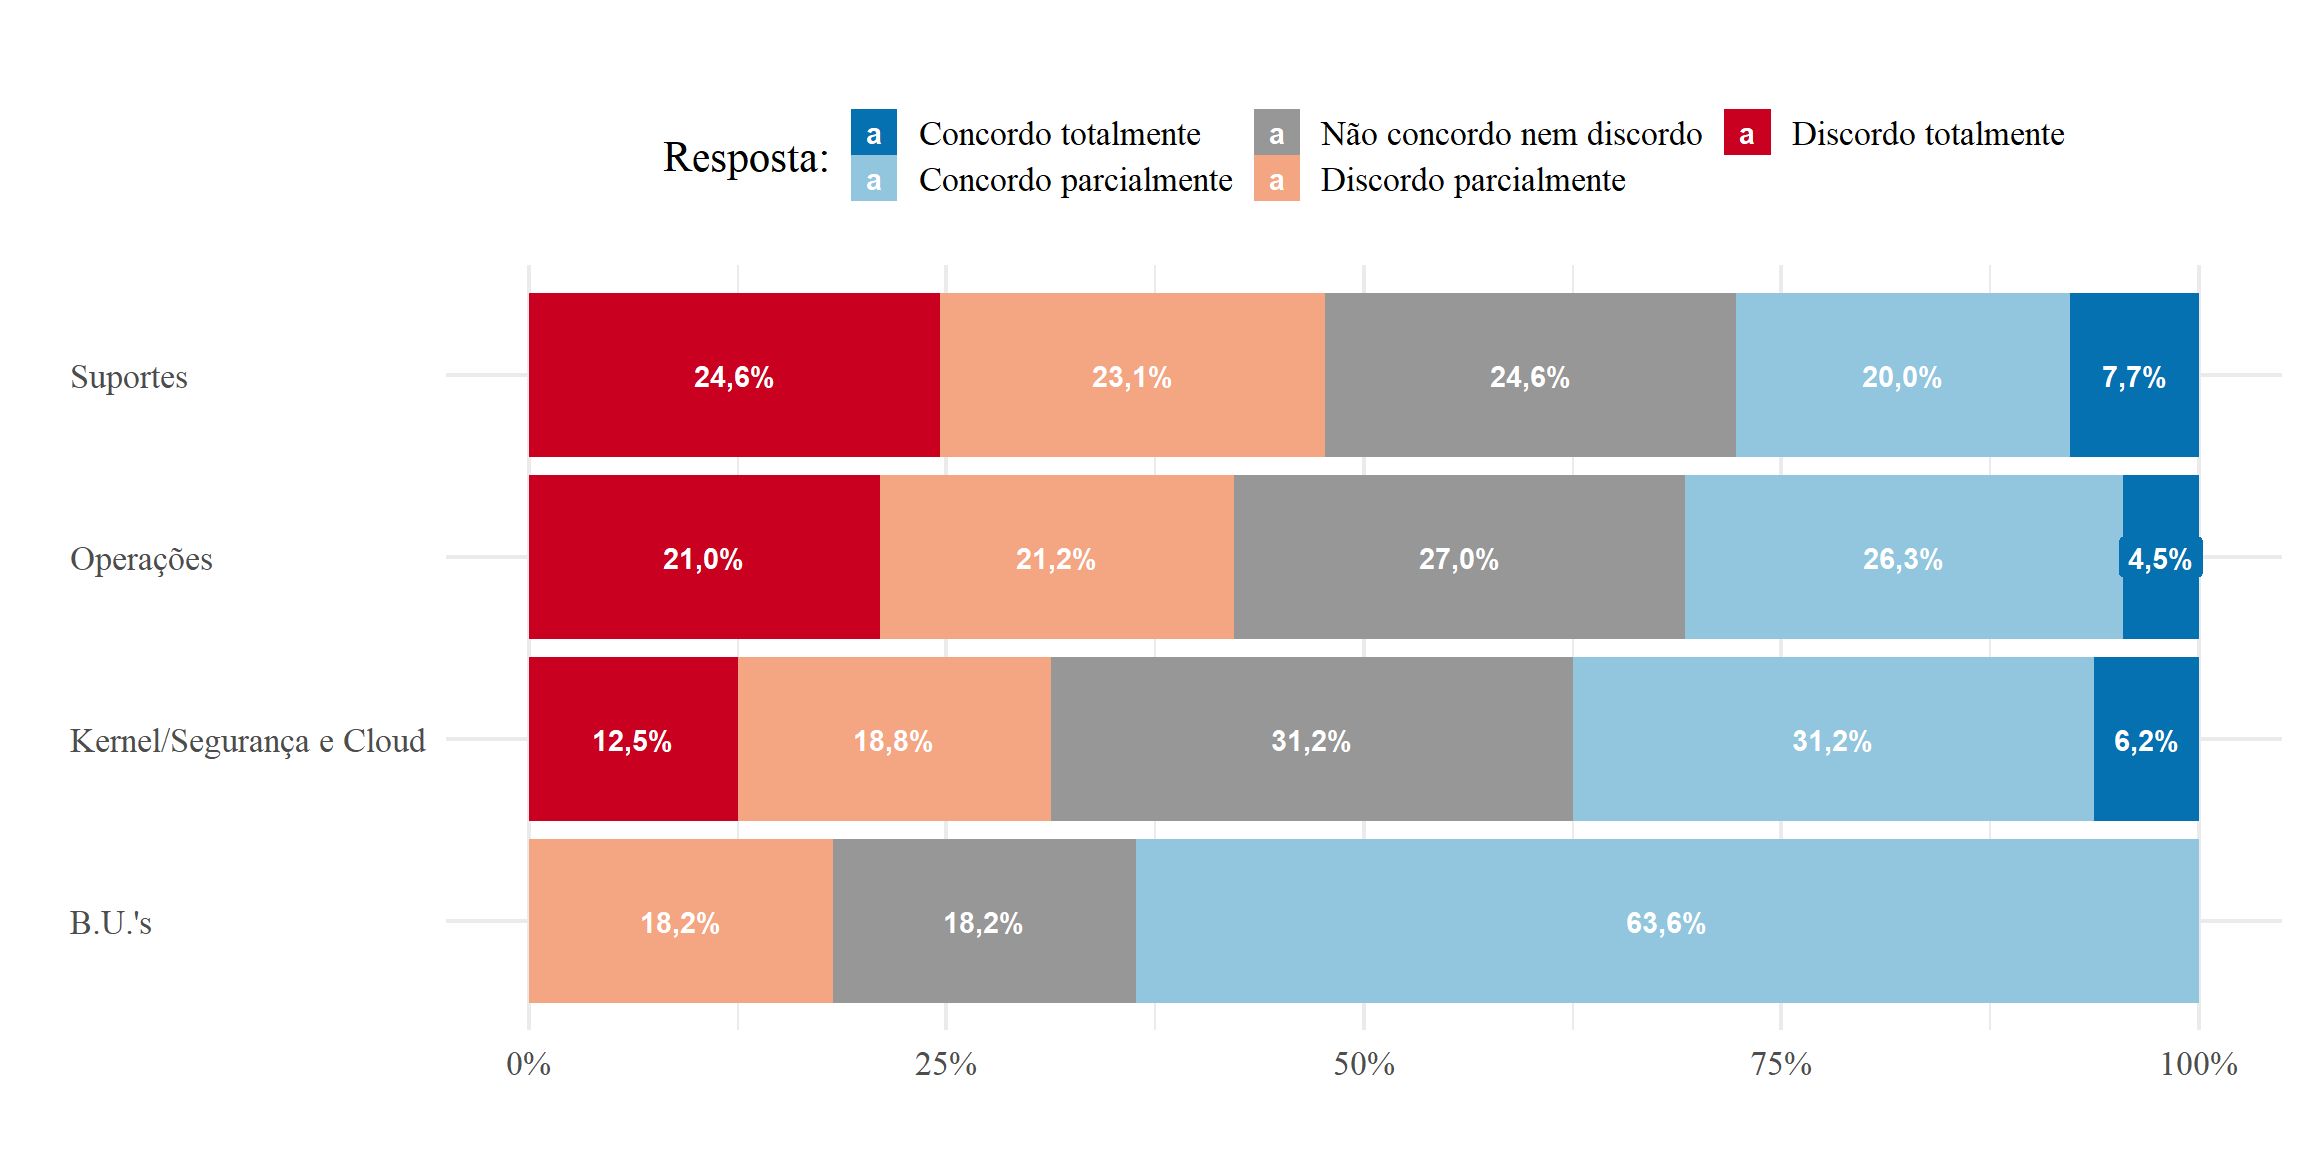 Resposta:
a Concordo totalmente
a Concordo parcialmente
a Não concordo nem discordo
a Discordo parcialmente
a Discordo totalmente
Suportes
24,6% 23,1% 24,6% 20,0% 7,7%
Operações
21,0% 21,2% 27,0% 26,3% 4,5%
Kernel/Segurança e Cloud
12,5% 18,8% 31,2% 31,2% 6,2%
B.U.'s
18,2% 18,2% 63,6%
0% 25% 50% 75% 100%